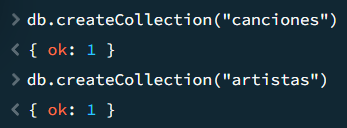 > db.createCollection("canciones")
< { ok: 1 }
> db.createCollection("artistas")
< { ok: 1 }